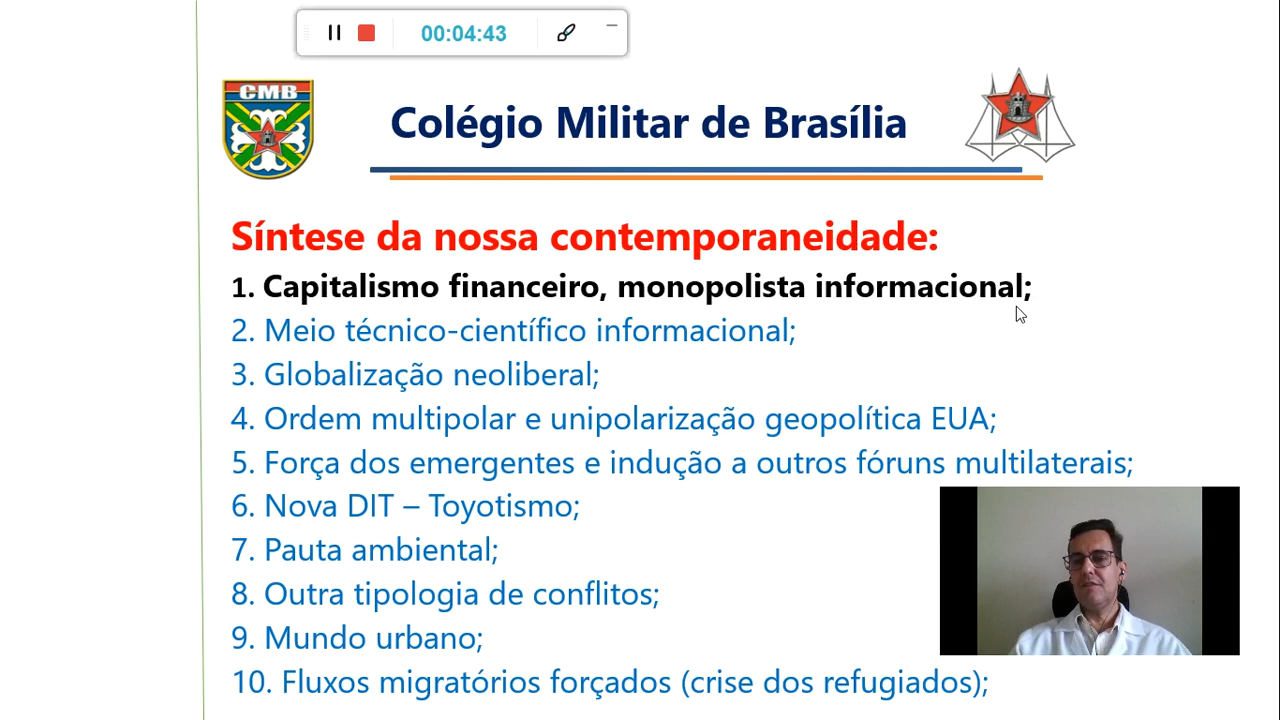 00:04:43
CMB
Colégio Militar de Brasília
Síntese da nossa contemporaneidade:
1. Capitalismo financeiro, monopolista informacional;
2. Meio técnico-científico informacional;
3. Globalização neoliberal;
4. Ordem multipolar e unipolarização geopolítica EUA;
5. Força dos emergentes e indução a outros fóruns multilaterais;
6. Nova DIT – Toyotismo;
7. Pauta ambiental;
8. Outra tipologia de conflitos;
9. Mundo urbano;
10. Fluxos migratórios forçados (crise dos refugiados);